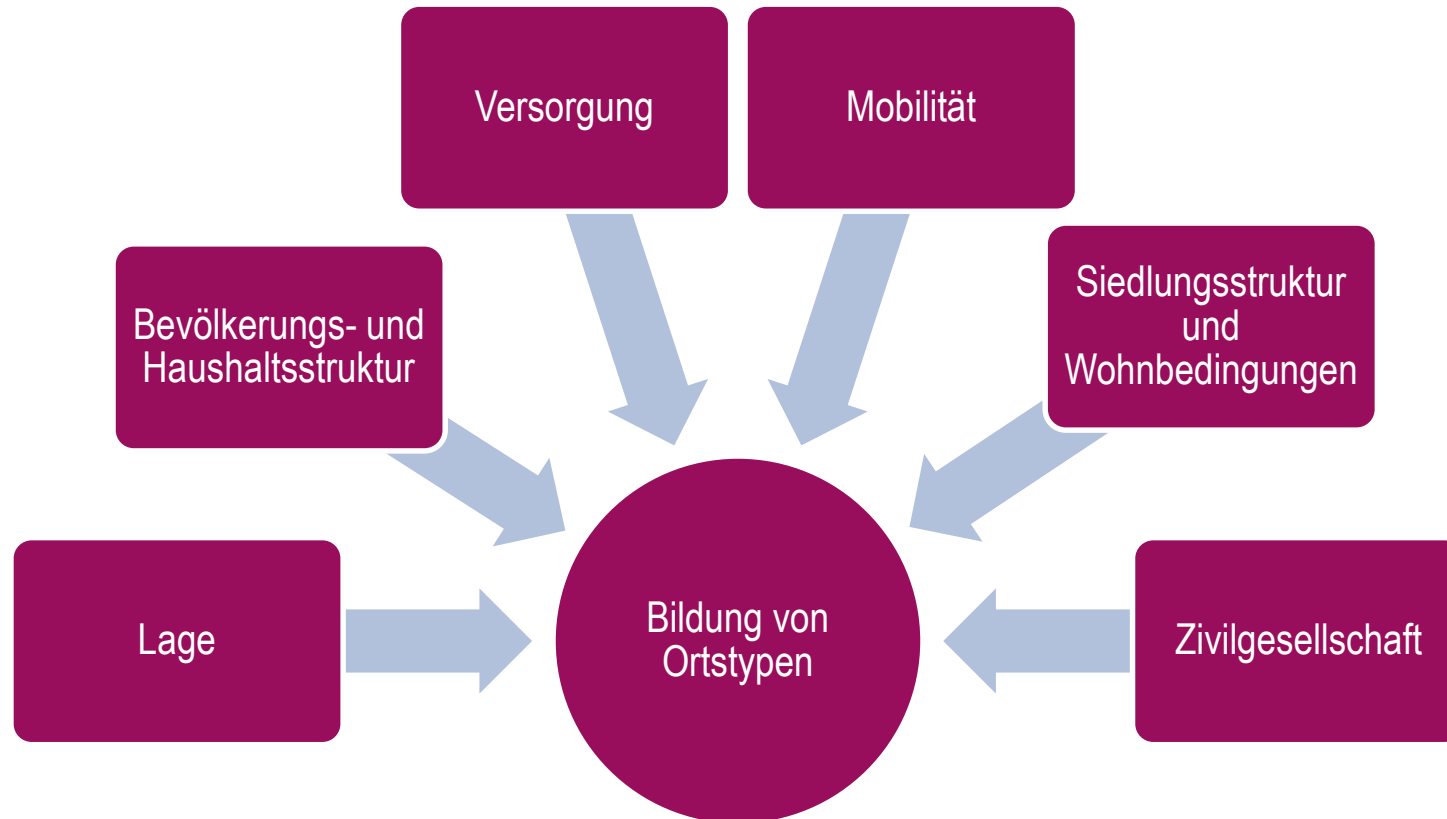 Versorgung
Mobilität
Bevölkerungs- und
Haushaltsstruktur
Siedlungsstruktur
und
Wohnbedingungen
Lage
Bildung von
Ortstypen
Zivilgesellschaft